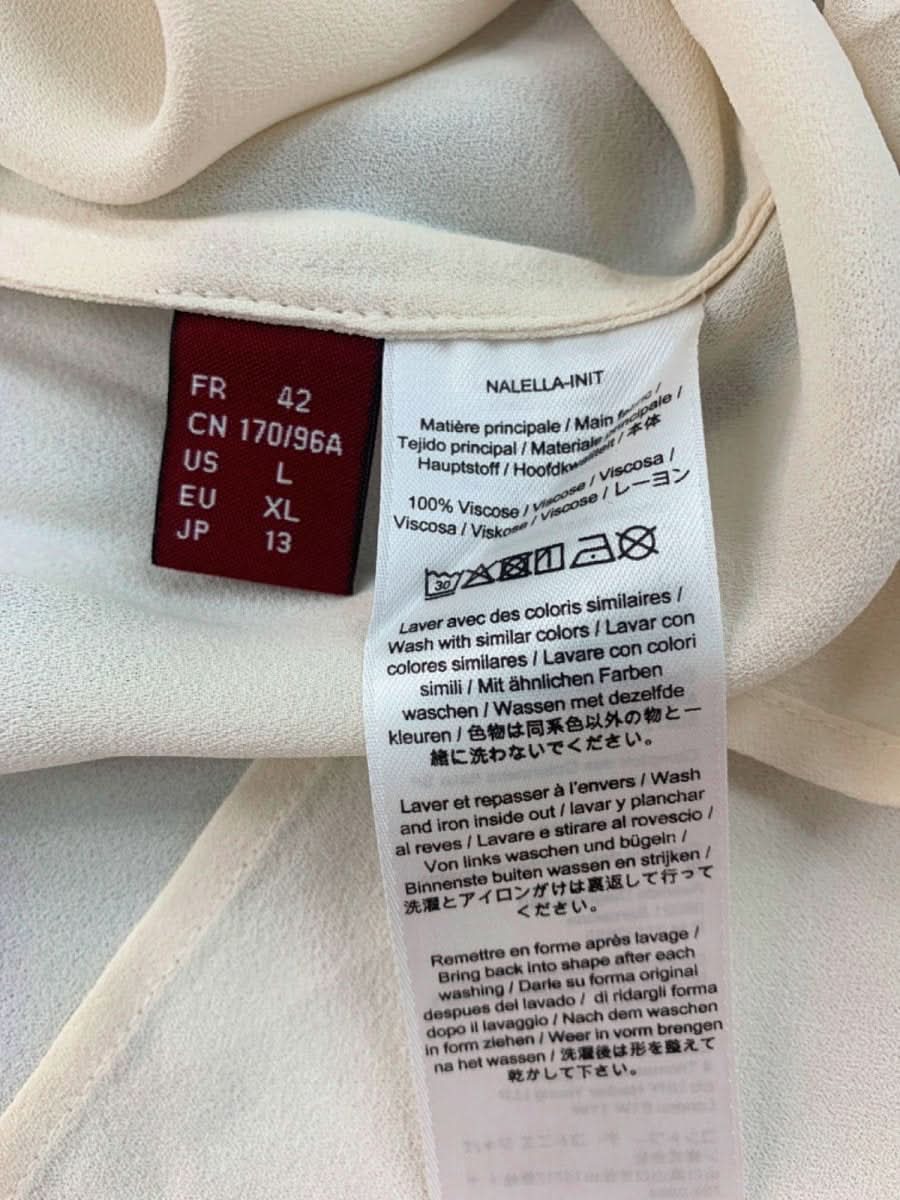 FR 42
CN 170/96A
US L
EU XL
JP 13
NALELLA-INIT
Matière principale / Main /
Tejido principal / Materiale principale /
Hauptstoff / Hoofdkwaliteit / 本体
100% Viscose / Viscose / Viscosa /
Viscosa / Viskose / Viscose / レーヨン
30
Laver avec des coloris similaires /
Wash with similar colors / Lavar con
colores similares / Lavare con colori
simili / Mit ähnlichen Farben
waschen / Wassen met dezelfde
kleuren / 色物は同系色以外の物と一
緒に洗わないでください。
Laver et repasser à l'envers / Wash
and iron inside out / lavar y planchar
al reves / Lavare e stirare al rovescio /
Von links waschen und bügeln /
Binnenste buiten wassen en strijken /
洗濯とアイロンがけは裏返して行って
ください。
Remettre en forme après lavage /
Bring back into shape after each
washing / Darle su forma original
despues del lavado / di ridargli forma
dopo il lavaggio / Nach dem waschen
in form ziehen / Weer in vorm brengen
na het wassen / 洗濯後は形を整えて
乾かして下さい。